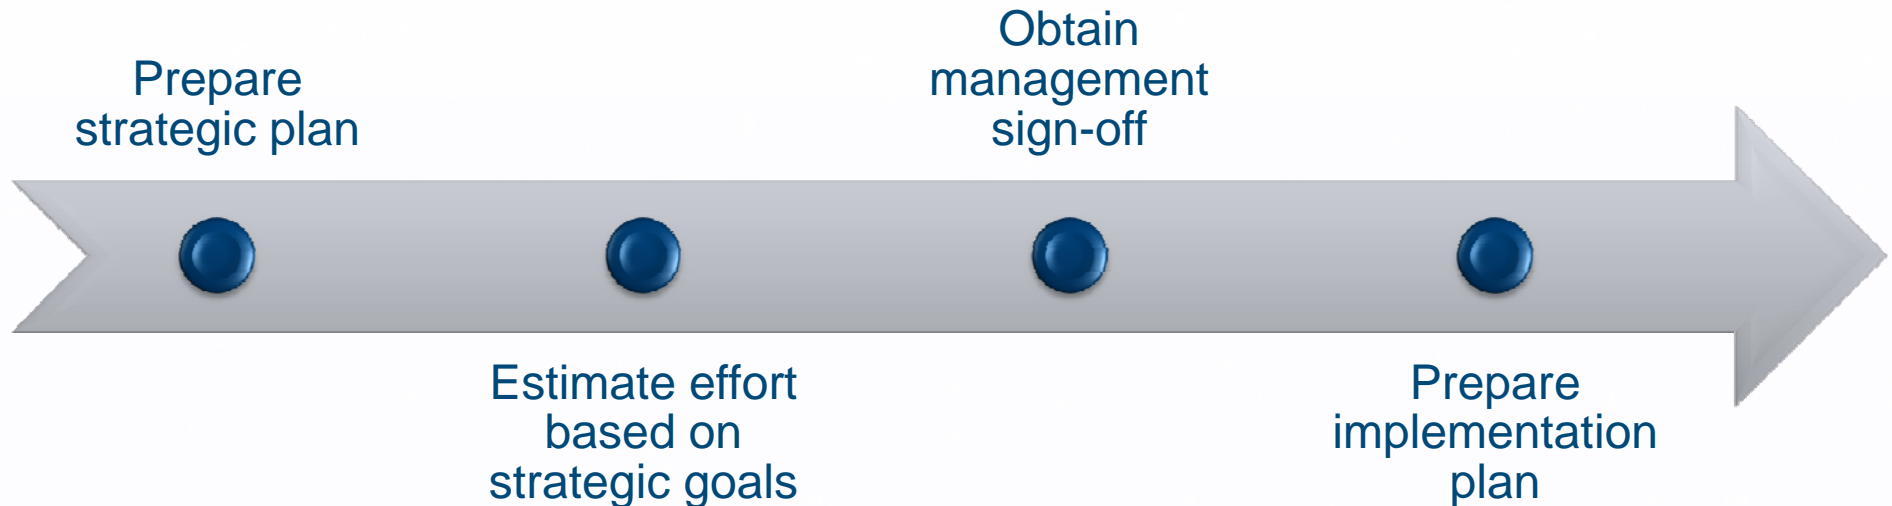 Prepare
strategic plan
Estimate effort
based on
strategic goals
Obtain
management
sign-off
Prepare
implementation
plan